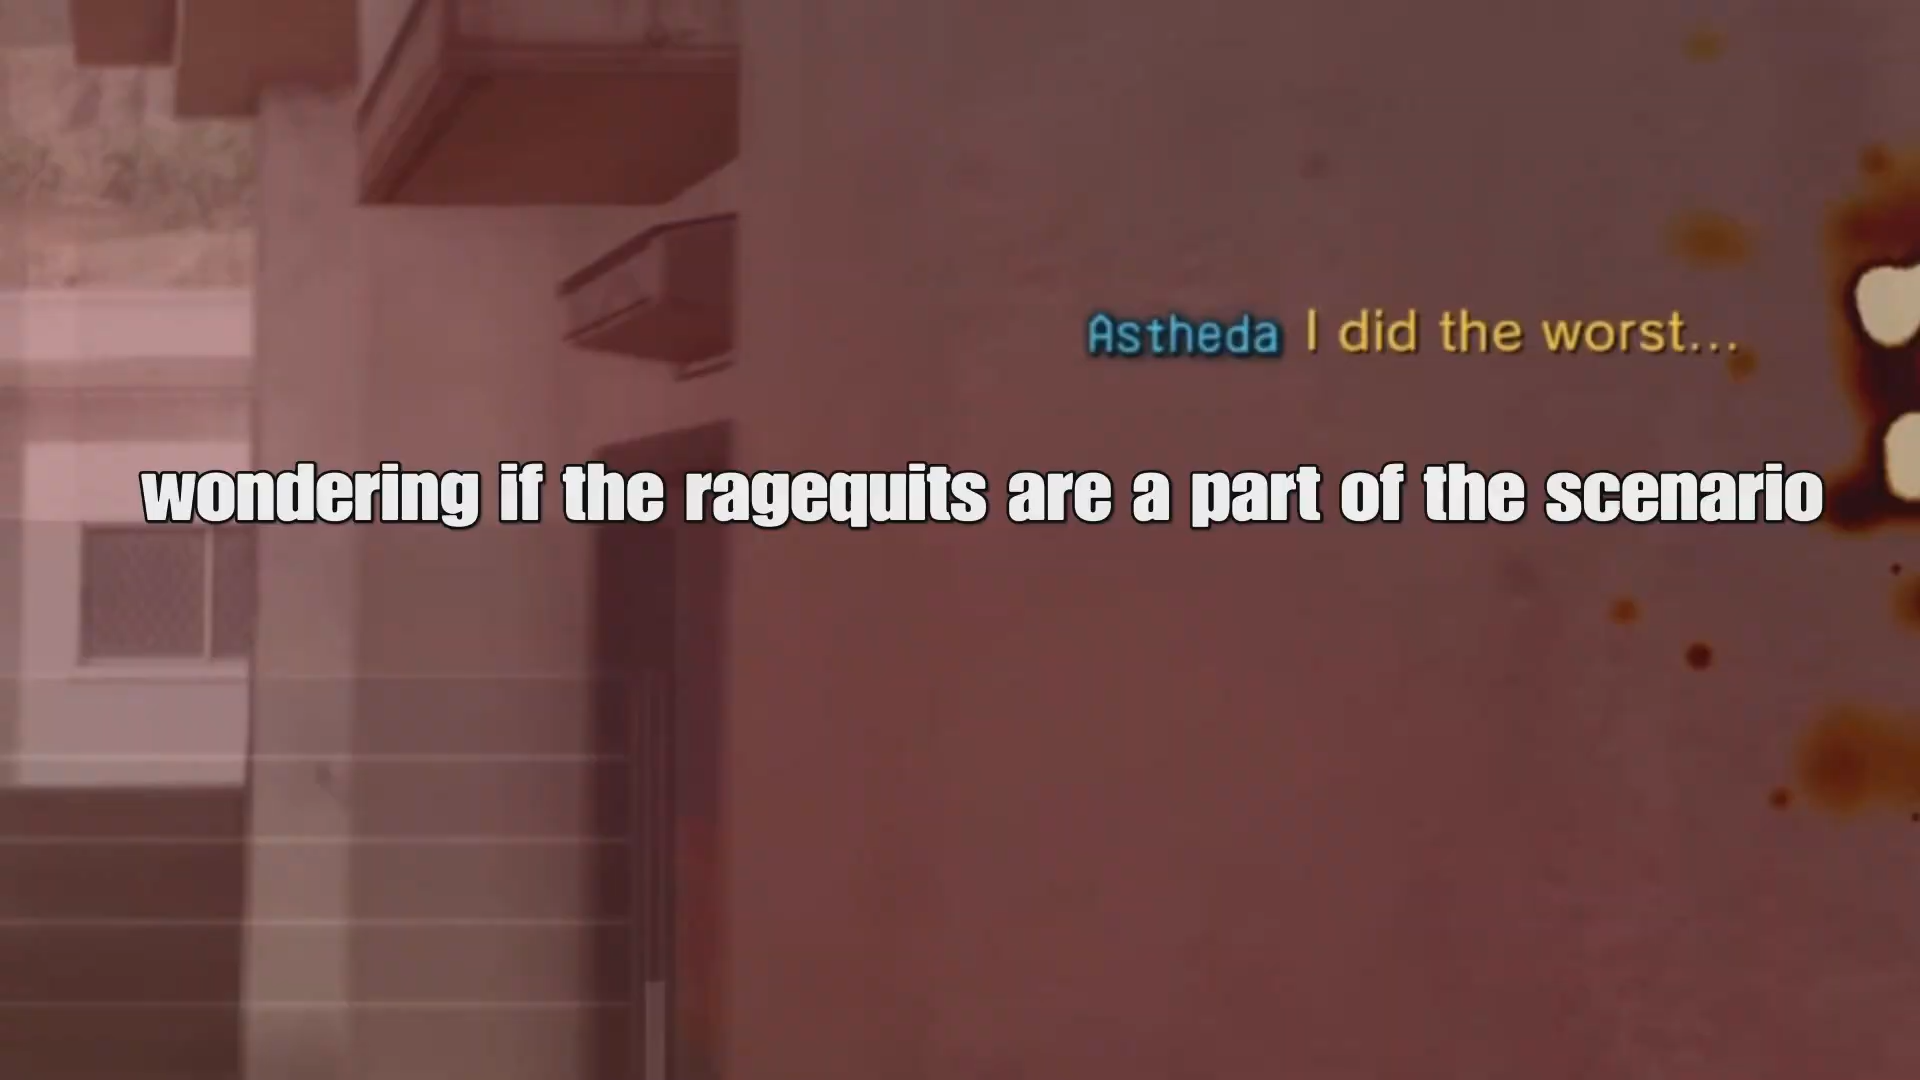 Astheda I did the worst...
wondering if the ragequits are a part of the scenario